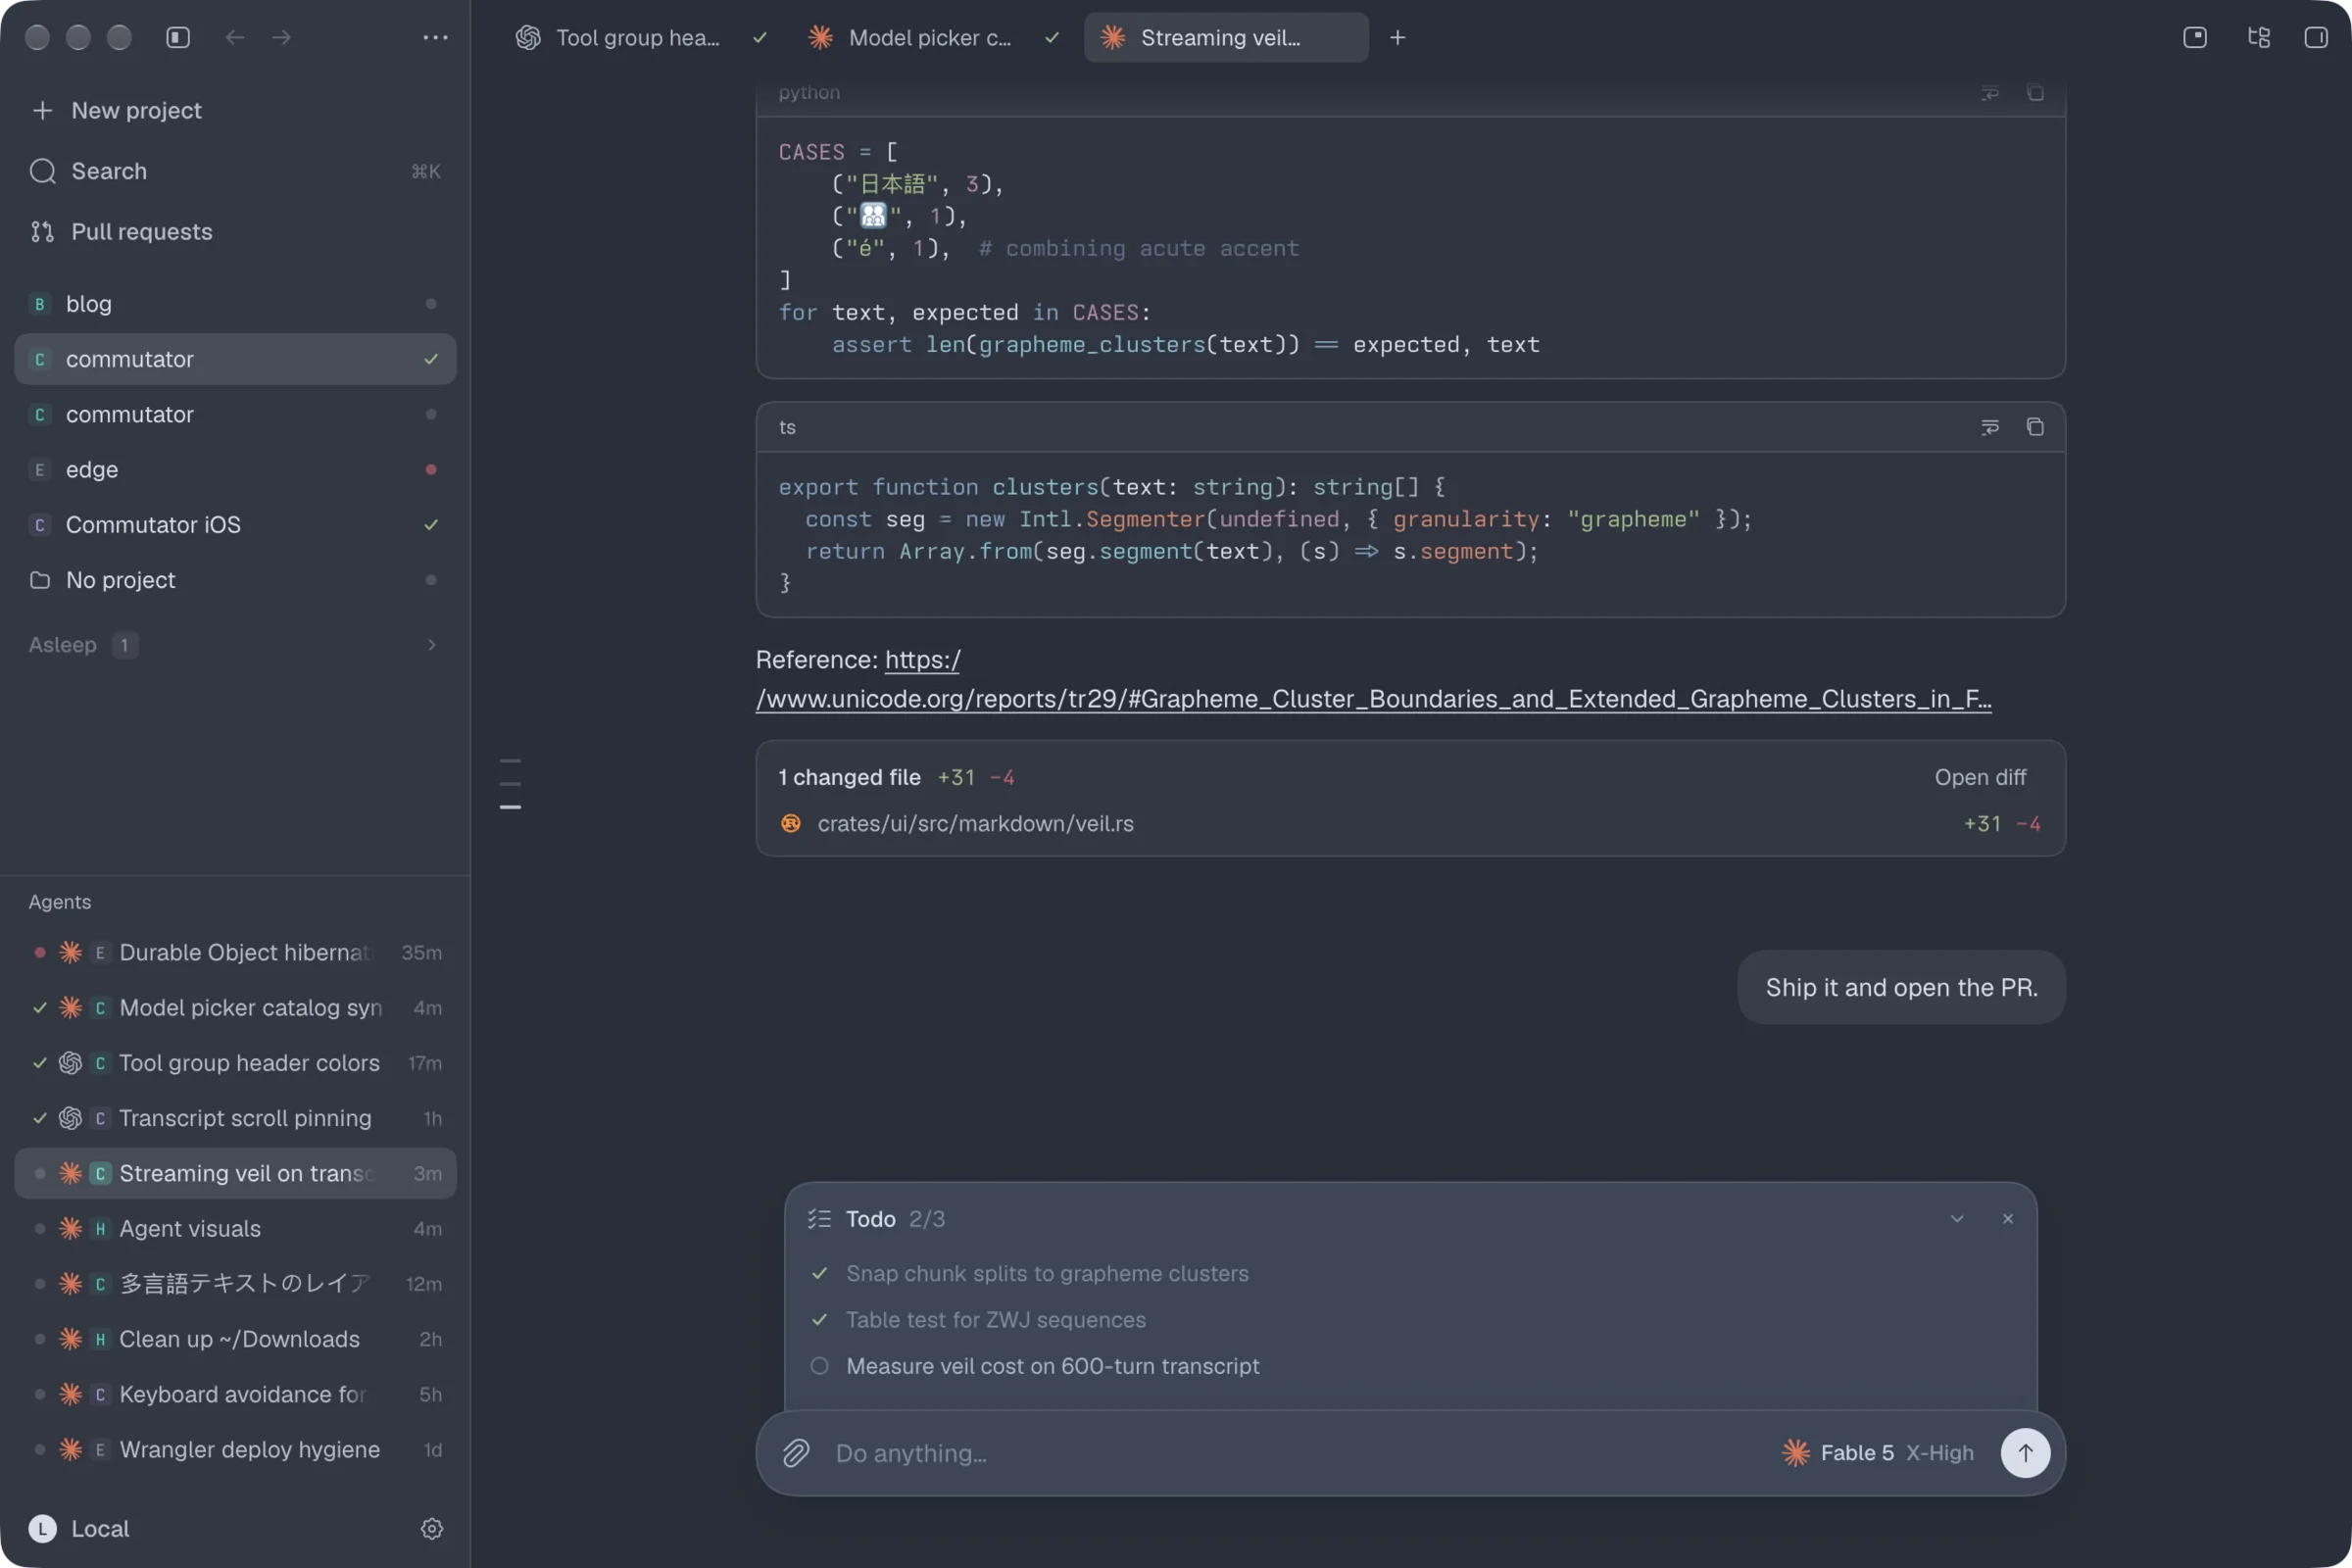 Tool group hea...
Model picker c...
Streaming veil...
New project
Search ⌘K
Pull requests
B blog
C commutator
C commutator
E edge
C Commutator iOS
No project
Asleep 1
Agents
E Durable Object hibernat 35m
C Model picker catalog syn 4m
C Tool group header colors 17m
C Transcript scroll pinning 1h
C Streaming veil on transc 3m
H Agent visuals 4m
C 多言語テキストのレイア 12m
H Clean up ~/Downloads 2h
C Keyboard avoidance for 5h
E Wrangler deploy hygiene 1d
L Local
python
CASES = [
("日本語", 3),
("👨‍👩‍👧‍👦", 1),
("é", 1), # combining acute accent
]
for text, expected in CASES:
assert len(grapheme_clusters(text)) == expected, text
ts
export function clusters(text: string): string[] {
const seg = new Intl.Segmenter(undefined, { granularity: "grapheme" });
return Array.from(seg.segment(text), (s) => s.segment);
}
Reference: https:/
/www.unicode.org/reports/tr29/#Grapheme_Cluster_Boundaries_and_Extended_Grapheme_Clusters_in_F…
1 changed file +31 -4 Open diff
crates/ui/src/markdown/veil.rs +31 -4
Ship it and open the PR.
Todo 2/3
Snap chunk splits to grapheme clusters
Table test for ZWJ sequences
Measure veil cost on 600-turn transcript
Do anything... Fable 5 X-High